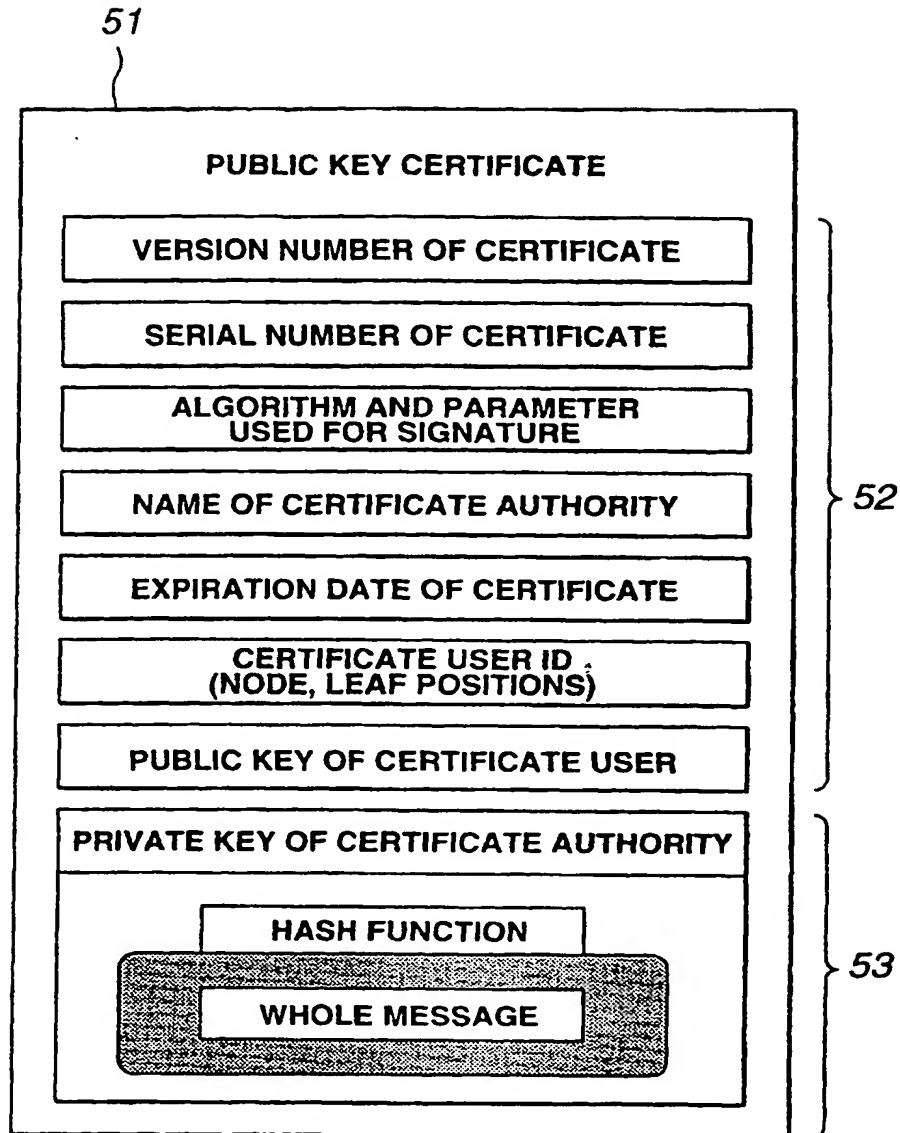 51
PUBLIC KEY CERTIFICATE
VERSION NUMBER OF CERTIFICATE
SERIAL NUMBER OF CERTIFICATE
ALGORITHM AND PARAMETER
USED FOR SIGNATURE
NAME OF CERTIFICATE AUTHORITY
52
EXPIRATION DATE OF CERTIFICATE
CERTIFICATE USER ID
(NODE, LEAF POSITIONS)
PUBLIC KEY OF CERTIFICATE USER
PRIVATE KEY OF CERTIFICATE AUTHORITY
HASH FUNCTION
53
WHOLE MESSAGE